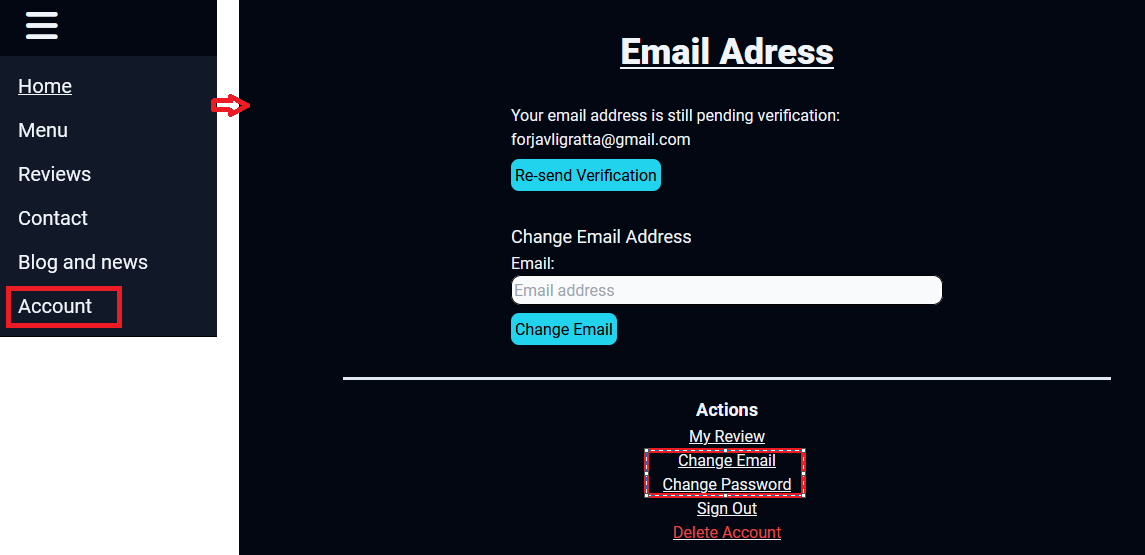 Home
Menu
Reviews
Contact
Blog and news
Account
Email Adress
Your email address is still pending verification:
forjavligratta@gmail.com
Re-send Verification
Change Email Address
Email:
Email address
Change Email
Actions
My Review
Change Email
Change Password
Sign Out
Delete Account